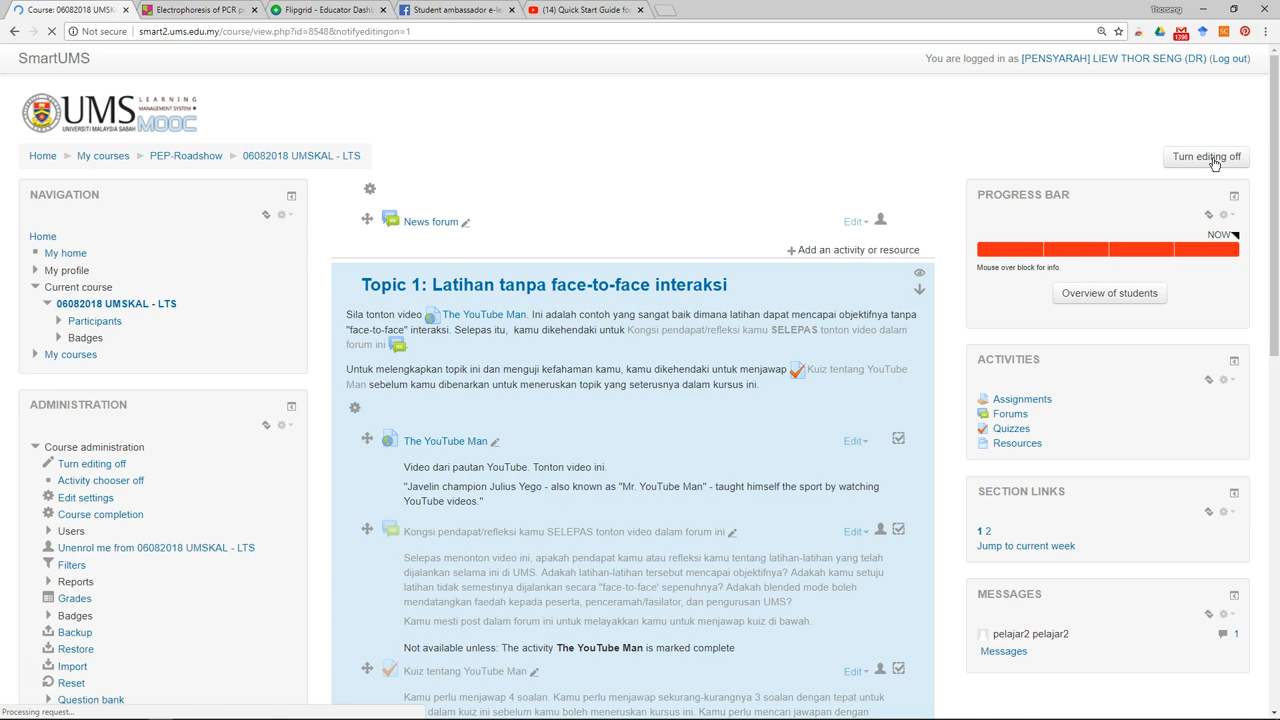 Course: 06082018 UMSK
Electrophoresis of PCR p
Flipgrid - Educator Dash
Student ambassador e-le
(14) Quick Start Guide fo
Thorseng
Not secure
smart2.ums.edu.my/course/view.php?id=8548&notifyeditingon=1
1396
SmartUMS
You are logged in as [PENSYARAH] LIEW THOR SENG (DR) (Log out)
UMS
UNIVERSITI MALAYSIA SABAH
LEARNING
MANAGEMENT SYSTEM
MOOC
Home
My courses
PEP-Roadshow
06082018 UMSKAL - LTS
Turn editing off
NAVIGATION
Home
My home
My profile
Current course
06082018 UMSKAL - LTS
Participants
Badges
My courses
ADMINISTRATION
Course administration
Turn editing off
Activity chooser off
Edit settings
Course completion
Users
Unenrol me from 06082018 UMSKAL - LTS
Filters
Reports
Grades
Badges
Backup
Restore
Import
Reset
Question bank
Processing request...
News forum
Edit
Add an activity or resource
Topic 1: Latihan tanpa face-to-face interaksi
Sila tonton video The YouTube Man. Ini adalah contoh yang sangat baik dimana latihan dapat mencapai objektifnya tanpa
"face-to-face" interaksi. Selepas itu, kamu dikehendaki untuk Kongsi pendapat/refleksi kamu SELEPAS tonton video dalam
forum ini .
Untuk melengkapkan topik ini dan menguji kefahaman kamu, kamu dikehendaki untuk menjawap Kuiz tentang YouTube
Man sebelum kamu dibenarkan untuk meneruskan topik yang seterusnya dalam kursus ini.
The YouTube Man
Edit
Video dari pautan YouTube. Tonton video ini.
"Javelin champion Julius Yego - also known as "Mr. YouTube Man" - taught himself the sport by watching
YouTube videos."
Kongsi pendapat/refleksi kamu SELEPAS tonton video dalam forum ini
Edit
Selepas menonton video ini, apakah pendapat kamu atau refleksi kamu tentang latihan-latihan yang telah
dijalankan selama ini di UMS. Adakah latihan-latihan tersebut mencapai objektifnya? Adakah kamu setuju
latihan tidak semestinya dijalankan secara "face-to-face' sepenuhnya? Adakah blended mode boleh
mendatangkan faedah kepada peserta, penceramah/fasilator, dan pengurusan UMS?
Kamu mesti post dalam forum ini untuk melayakkan kamu untuk menjawap kuiz di bawah.
Not available unless: The activity The YouTube Man is marked complete
Kuiz tentang YouTube Man
Edit
Kamu perlu menjawap 4 soalan. Kamu perlu menjawap sekurang-kurangnya 3 soalan dengan tepat untuk
dalam kuiz ini sebelum kamu boleh meneruskan kursus ini. Kamu perlu mencari jawapan dengan
PROGRESS BAR
NOW
Mouse over block for info.
Overview of students
ACTIVITIES
Assignments
Forums
Quizzes
Resources
SECTION LINKS
1 2
Jump to current week
MESSAGES
pelajar2 pelajar2
1
Messages